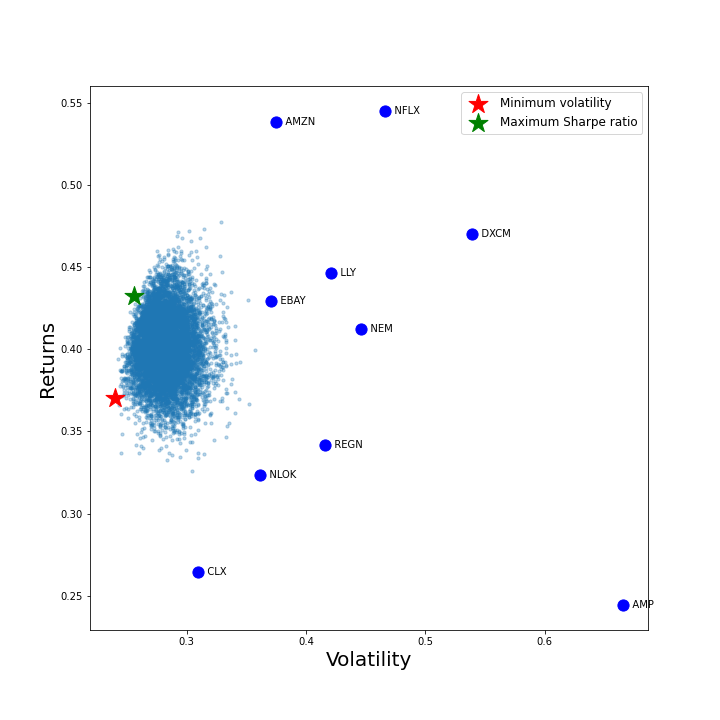 0.55
0.50
0.45
0.40
0.35
0.30
0.25
Returns
0.3
0.4
0.5
0.6
Volatility
Minimum volatility
Maximum Sharpe ratio
NFLX
AMZN
DXCM
LLY
EBAY
NEM
REGN
NLOK
CLX
AMP